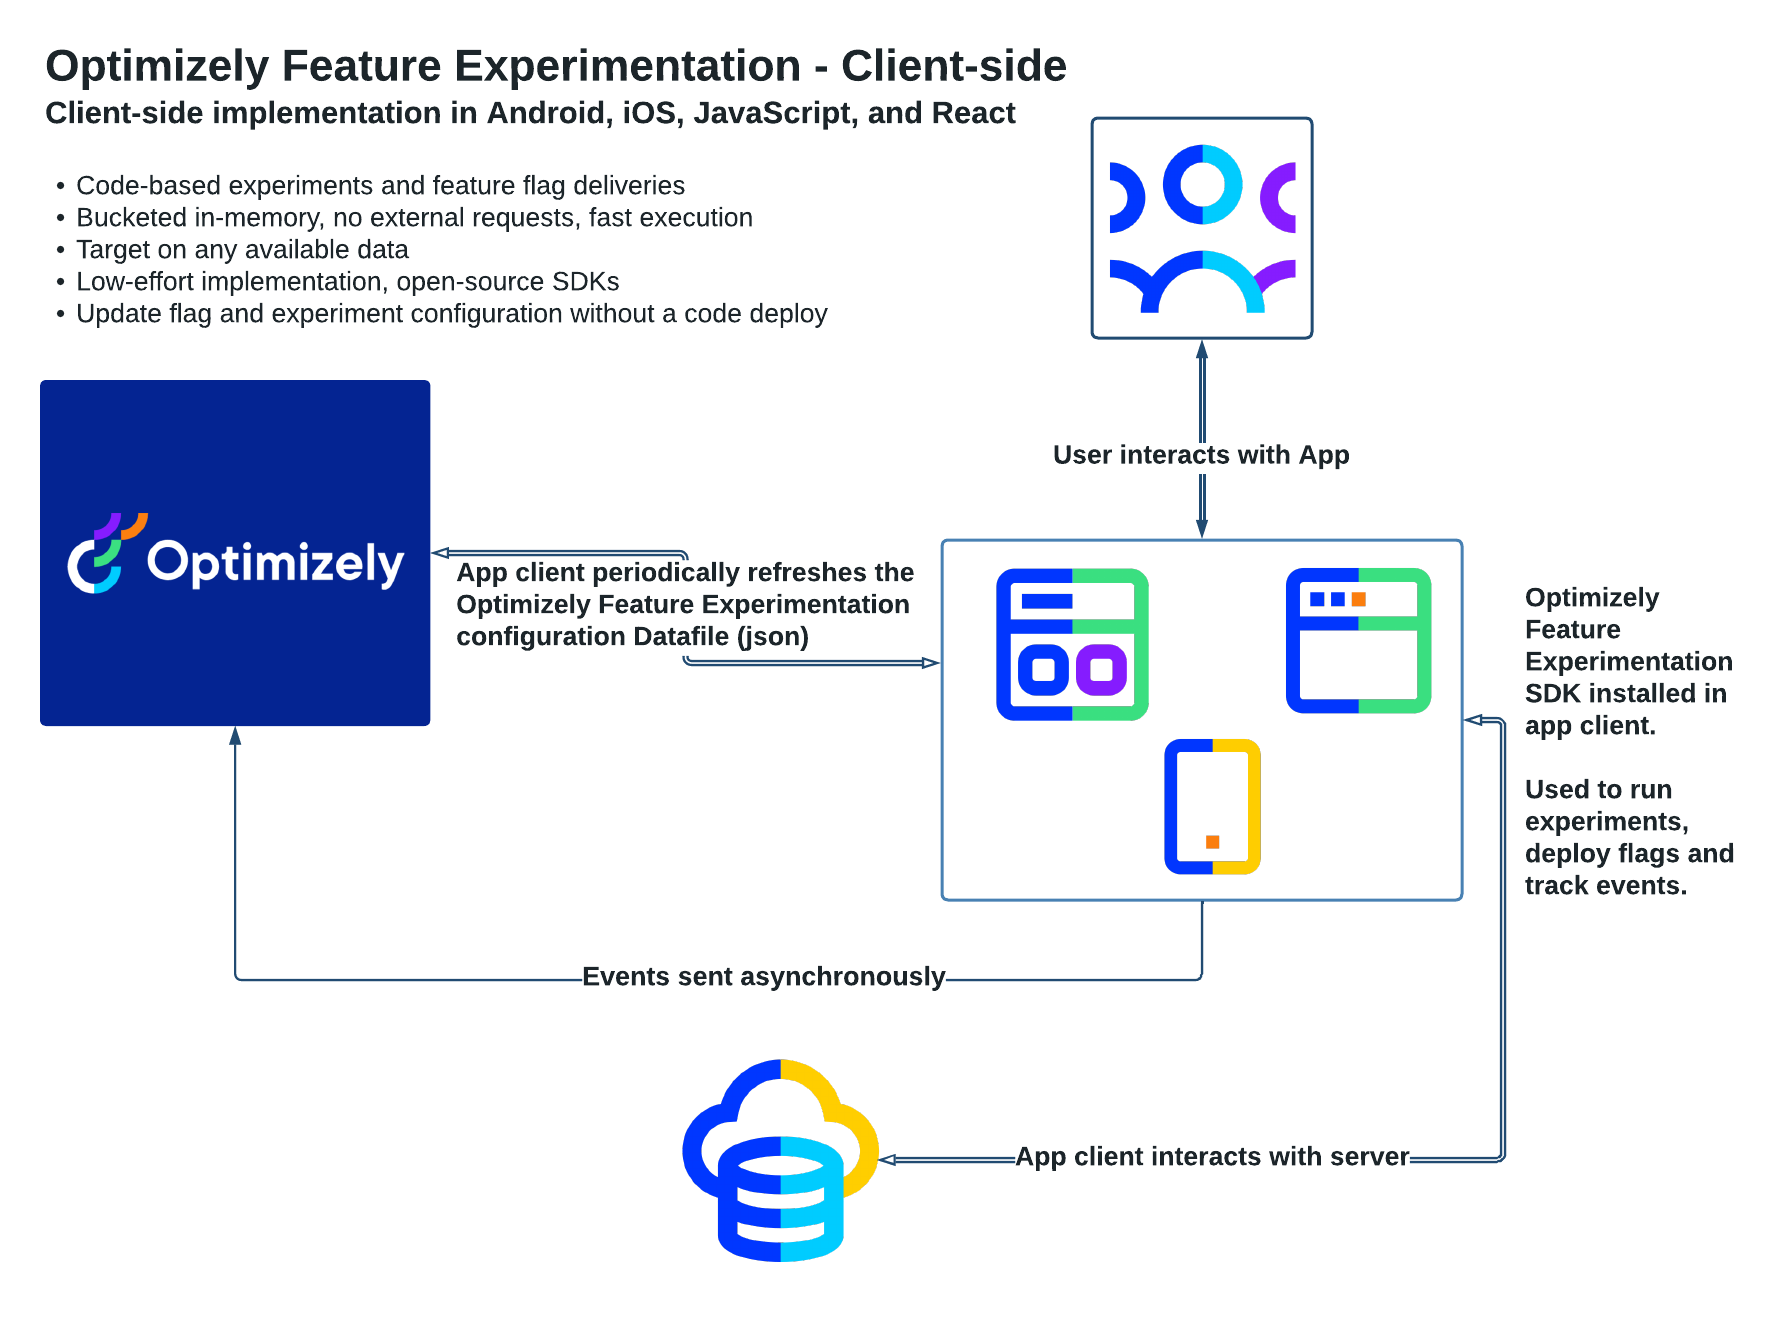 Optimizely Feature Experimentation - Client-side
Client-side implementation in Android, iOS, JavaScript, and React
• Code-based experiments and feature flag deliveries
• Bucketed in-memory, no external requests, fast execution
• Target on any available data
• Low-effort implementation, open-source SDKs
• Update flag and experiment configuration without a code deploy
User interacts with App
Optimizely
App client periodically refreshes the
Optimizely Feature Experimentation
configuration Datafile (json)
Optimizely
Feature
Experimentation
SDK installed in
app client.
Used to run
experiments,
deploy flags and
track events.
Events sent asynchronously
App client interacts with server